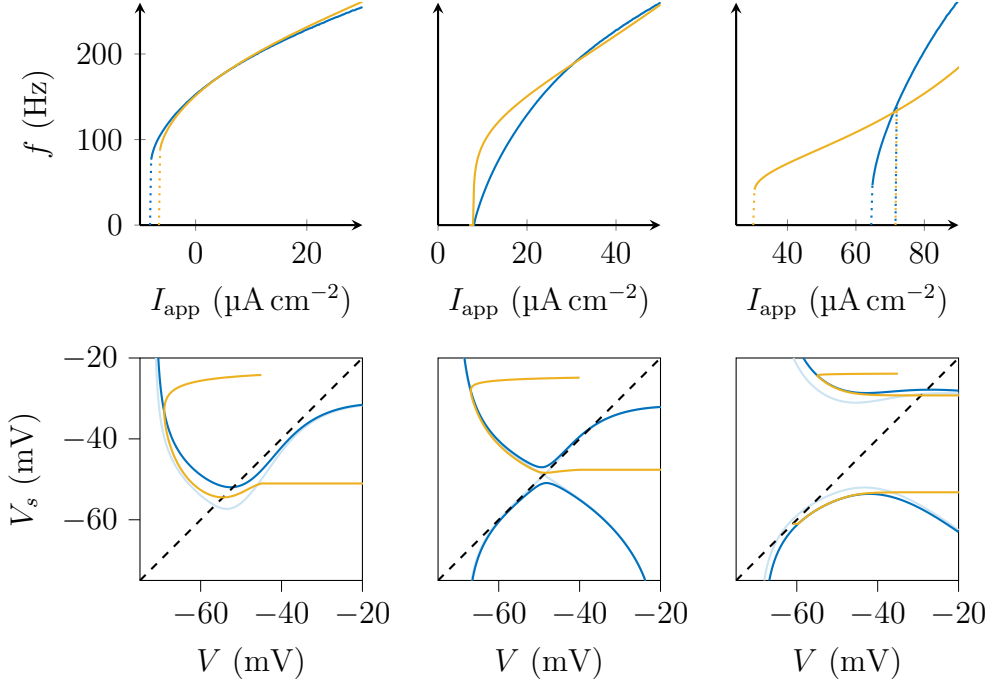 200
100
0
f (Hz)
0 20
0 20 40
40 60 80
I_app (µA cm⁻²)
I_app (µA cm⁻²)
I_app (µA cm⁻²)
−20
−40
−60
V_s (mV)
−60 −40 −20
−60 −40 −20
−60 −40 −20
V (mV)
V (mV)
V (mV)